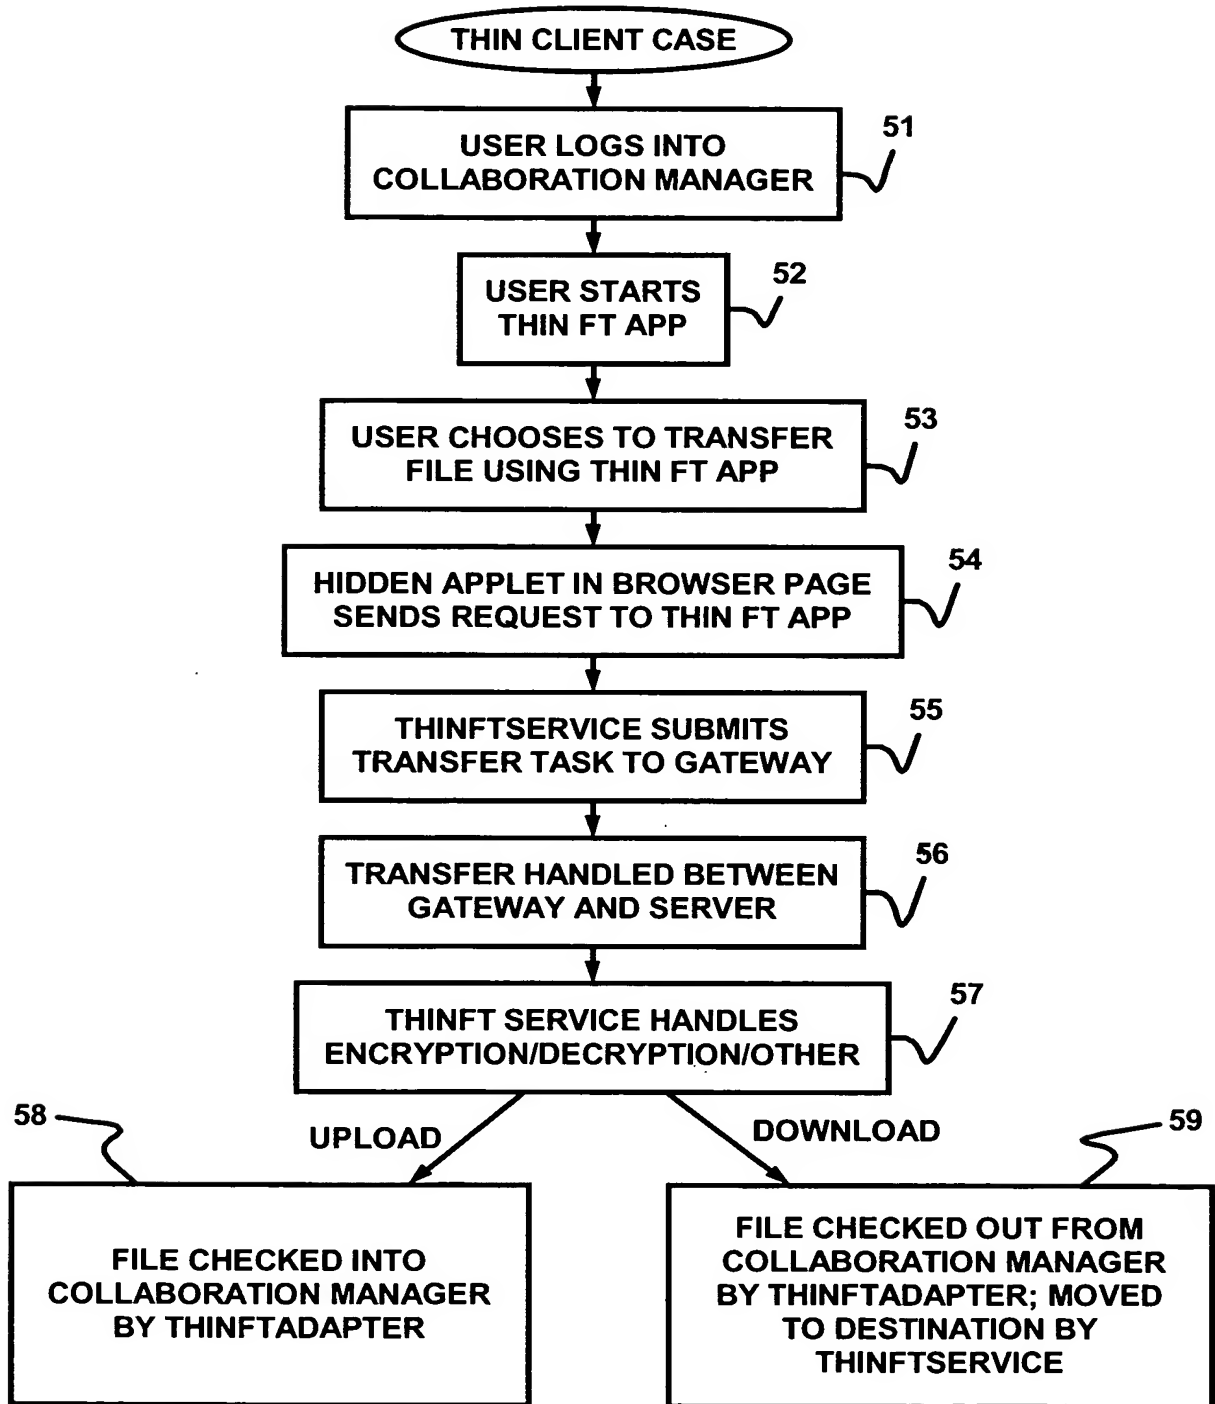 THIN CLIENT CASE
51
USER LOGS INTO
COLLABORATION MANAGER
52
USER STARTS
THIN FT APP
53
USER CHOOSES TO TRANSFER
FILE USING THIN FT APP
54
HIDDEN APPLET IN BROWSER PAGE
SENDS REQUEST TO THIN FT APP
55
THINFTSERVICE SUBMITS
TRANSFER TASK TO GATEWAY
56
TRANSFER HANDLED BETWEEN
GATEWAY AND SERVER
57
THINFT SERVICE HANDLES
ENCRYPTION/DECRYPTION/OTHER
58
UPLOAD
DOWNLOAD
59
FILE CHECKED INTO
COLLABORATION MANAGER
BY THINFTADAPTER
FILE CHECKED OUT FROM
COLLABORATION MANAGER
BY THINFTADAPTER; MOVED
TO DESTINATION BY
THINFTSERVICE